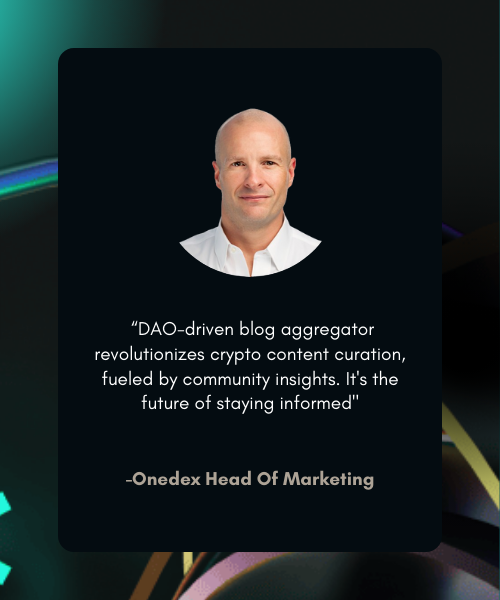 “DAO-driven blog aggregator
revolutionizes crypto content curation,
fueled by community insights. It's the
future of staying informed"
-Onedex Head Of Marketing